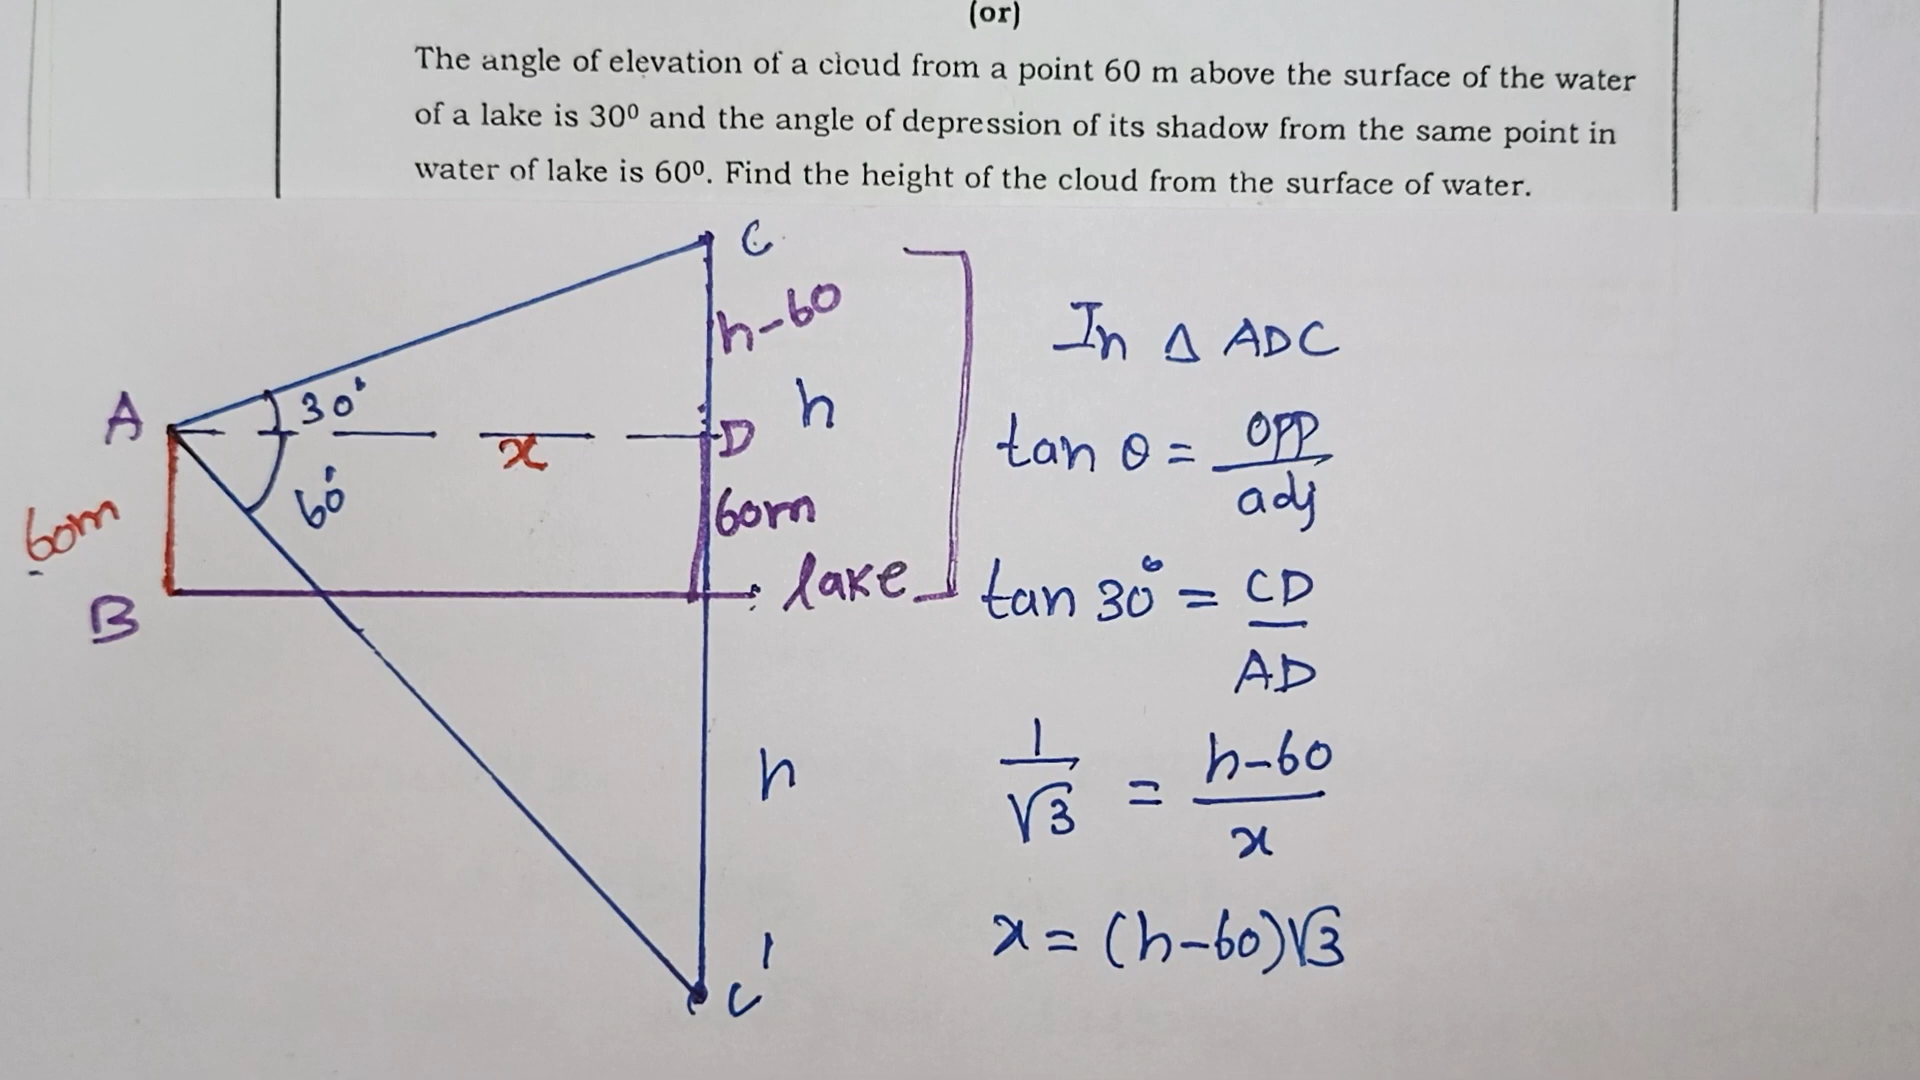 (or)
The angle of elevation of a cloud from a point 60 m above the surface of the water
of a lake is 30⁰ and the angle of depression of its shadow from the same point in
water of lake is 60⁰. Find the height of the cloud from the surface of water.
C
h-60
h
A
30°
x
D
60°
60m
60m
B
lake
h
C'
In Δ ADC
tan θ = opp/adj
tan 30° = CD/AD
1/√3 = h-60/x
x = (h-60)√3